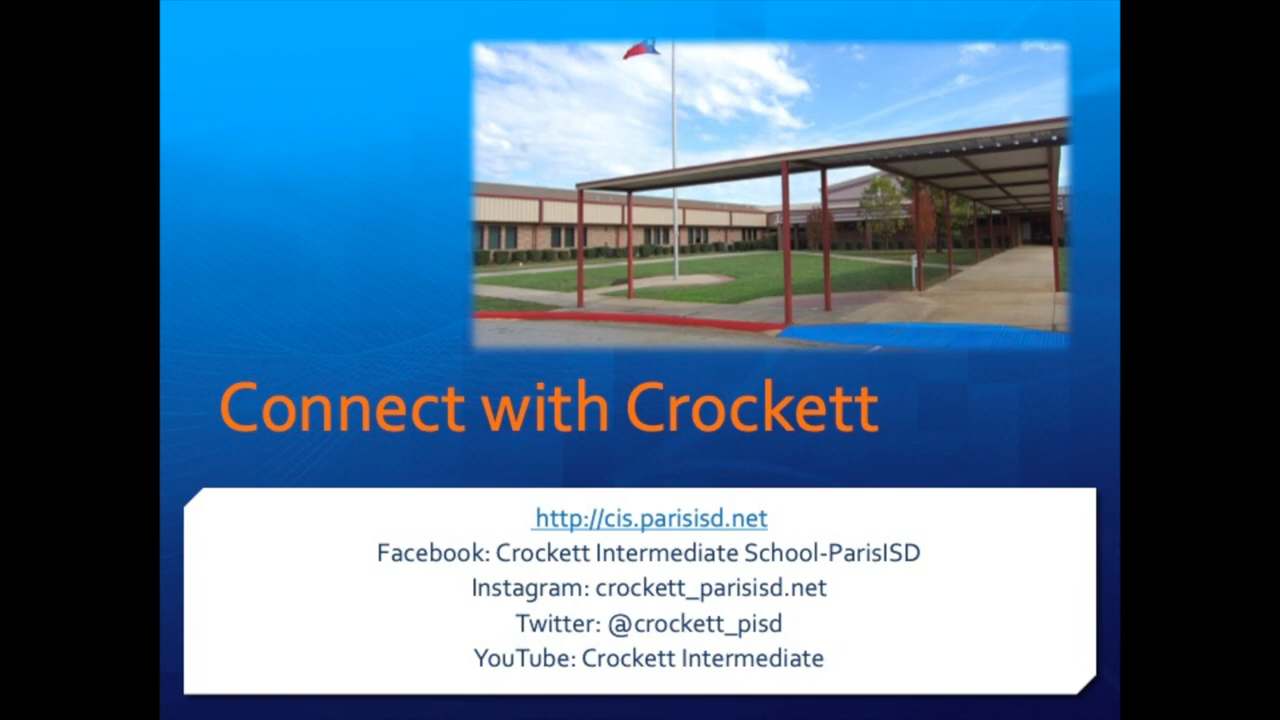 Connect with Crockett
http://cis.parisisd.net
Facebook: Crockett Intermediate School-ParisISD
Instagram: crockett_parisisd.net
Twitter: @crockett_pisd
YouTube: Crockett Intermediate